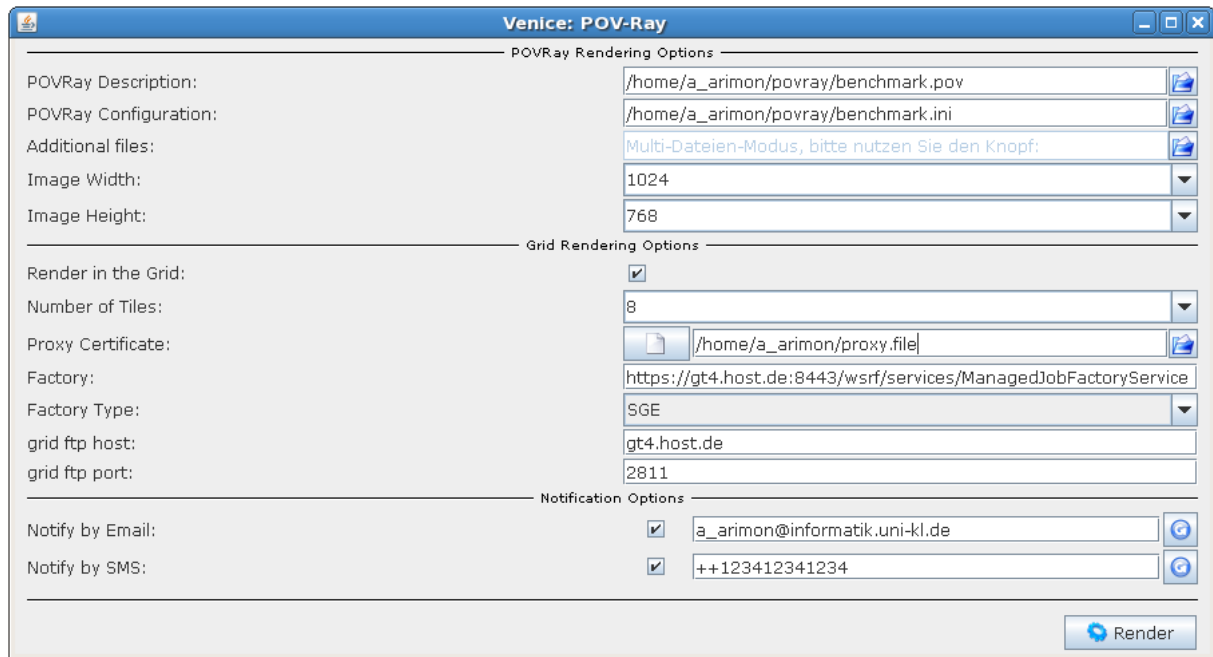 Venice: POV-Ray
POVRay Rendering Options
POVRay Description: /home/a_arimon/povray/benchmark.pov
POVRay Configuration: /home/a_arimon/povray/benchmark.ini
Additional files: Multi-Dateien-Modus, bitte nutzen Sie den Knopf:
Image Width: 1024
Image Height: 768
Grid Rendering Options
Render in the Grid:
Number of Tiles: 8
Proxy Certificate: /home/a_arimon/proxy.file
Factory: https://gt4.host.de:8443/wsrf/services/ManagedJobFactoryService
Factory Type: SGE
grid ftp host: gt4.host.de
grid ftp port: 2811
Notification Options
Notify by Email: a_arimon@informatik.uni-kl.de
Notify by SMS: ++123412341234
Render